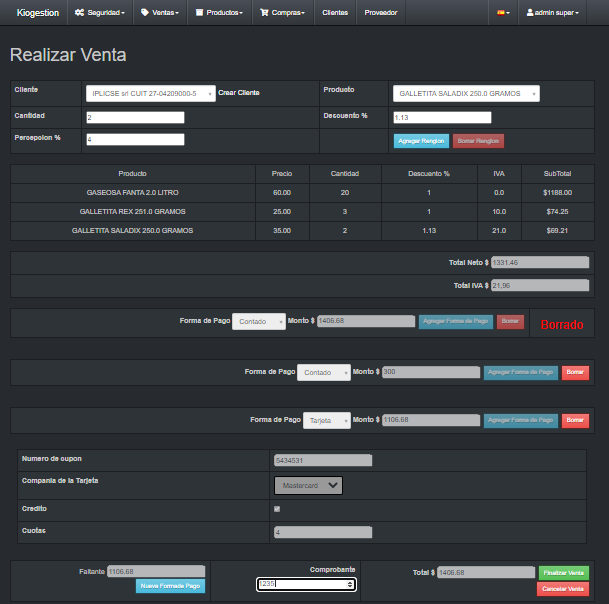 Kiogestion Seguridad Ventas Productos Compras Clientes Proveedor admin super
Realizar Venta
Cliente IPLICSE srl CUIT 27-04209000-5 Crear Cliente Producto GALLETITA SALADIX 250.0 GRAMOS
Cantidad 2 Descuento % 1.13
Percepcion % 4 Agregar Renglon Borrar Renglon
Producto Precio Cantidad Descuento % IVA SubTotal
GASEOSA FANTA 2.0 LITRO 60.00 20 1 0.0 $1188.00
GALLETITA REX 251.0 GRAMOS 25.00 3 1 10.0 $74.25
GALLETITA SALADIX 250.0 GRAMOS 35.00 2 1.13 21.0 $69.21
Total Neto $ 1331.46
Total IVA $ 21.96
Forma de Pago Contado Monto $ 1406.68 Agregar Forma de Pago Borrar Borrado
Forma de Pago Contado Monto $ 300 Agregar Forma de Pago Borrar
Forma de Pago Tarjeta Monto $ 1106.68 Agregar Forma de Pago Borrar
Numero de cupon 5434531
Compania de la Tarjeta Mastercard
Credito
Cuotas 4
Faltante 1106.68 Comprobante Total $ 1406.68 Finalizar Venta
Nueva Formade Pago 1235 Cancelar Venta